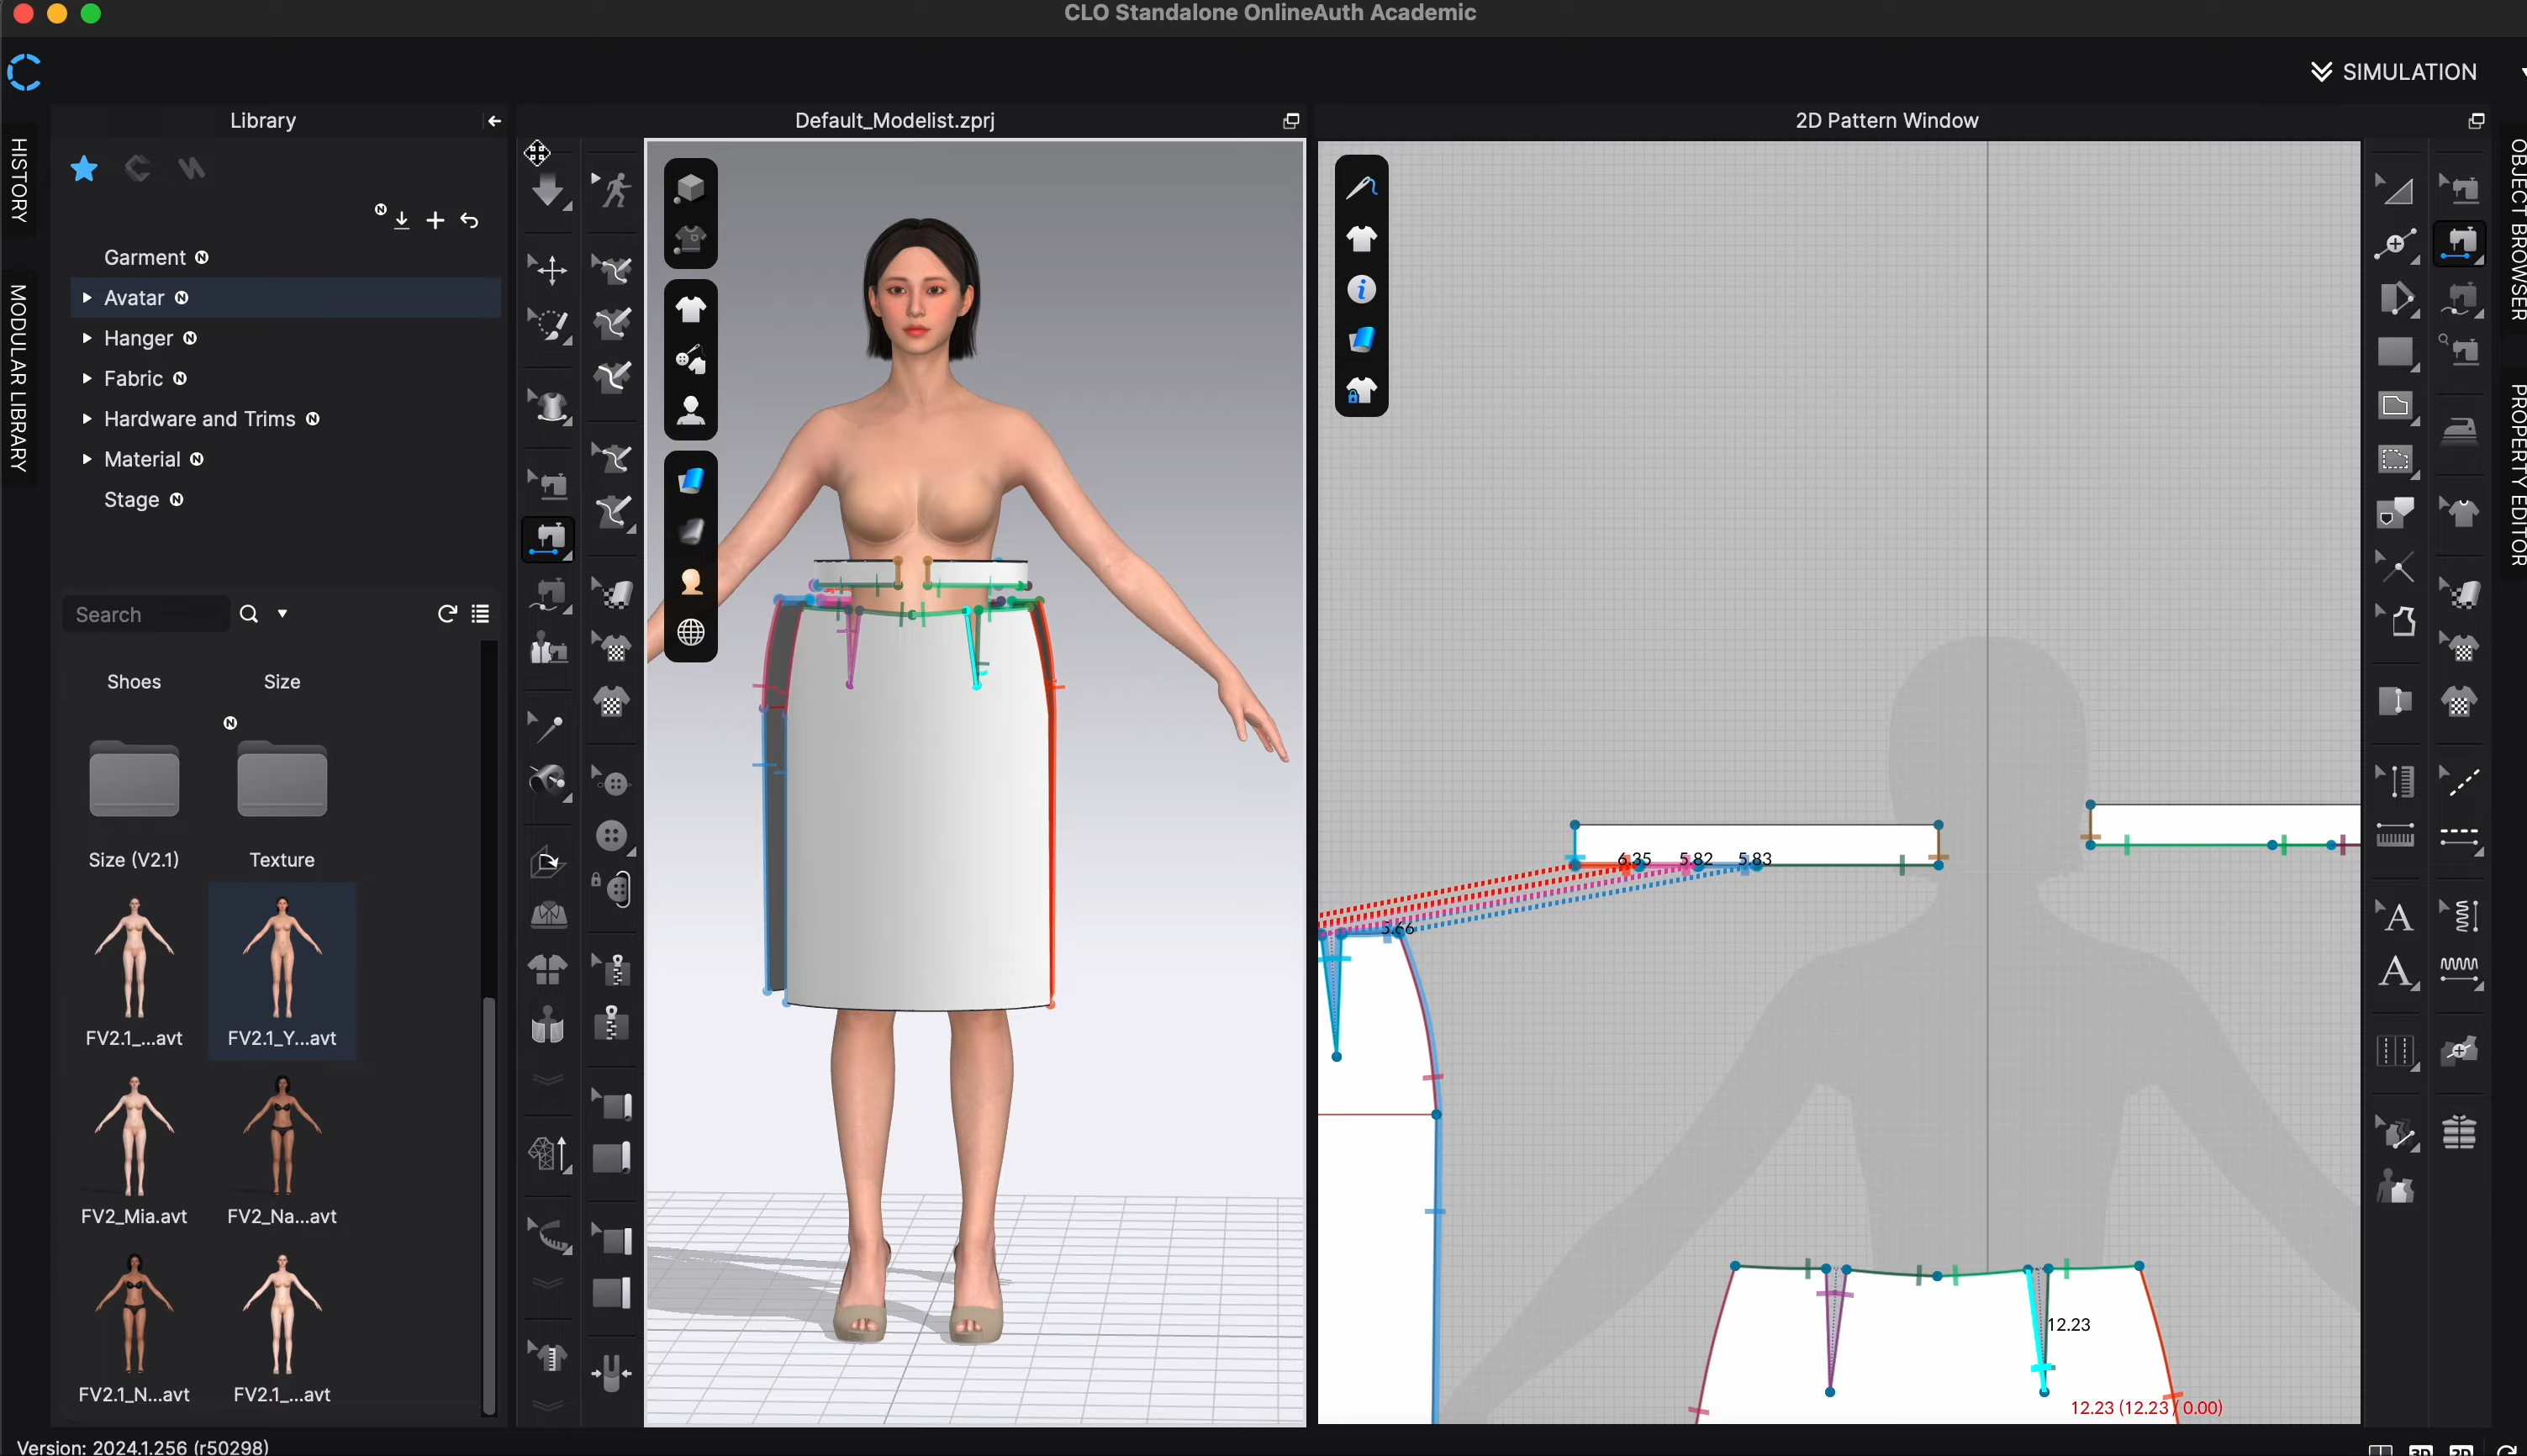 CLO Standalone OnlineAuth Academic
SIMULATION
Library
Default_Modelist.zprj
2D Pattern Window
HISTORY
MODULAR LIBRARY
Garment N
Avatar N
Hanger N
Fabric N
Hardware and Trims N
Material N
Stage N
Search
Shoes
Size
N
Size (V2.1)
Texture
FV2.1_...avt
FV2.1_Y...avt
FV2_Mia.avt
FV2_Na...avt
FV2.1_N...avt
FV2.1_...avt
6.35
5.82
5.83
12.23
12.23 (12.23 / 0.00)
A
A
OBJECT BROWSER
PROPERTY EDITOR
Version: 2024.1.256 (r50298)